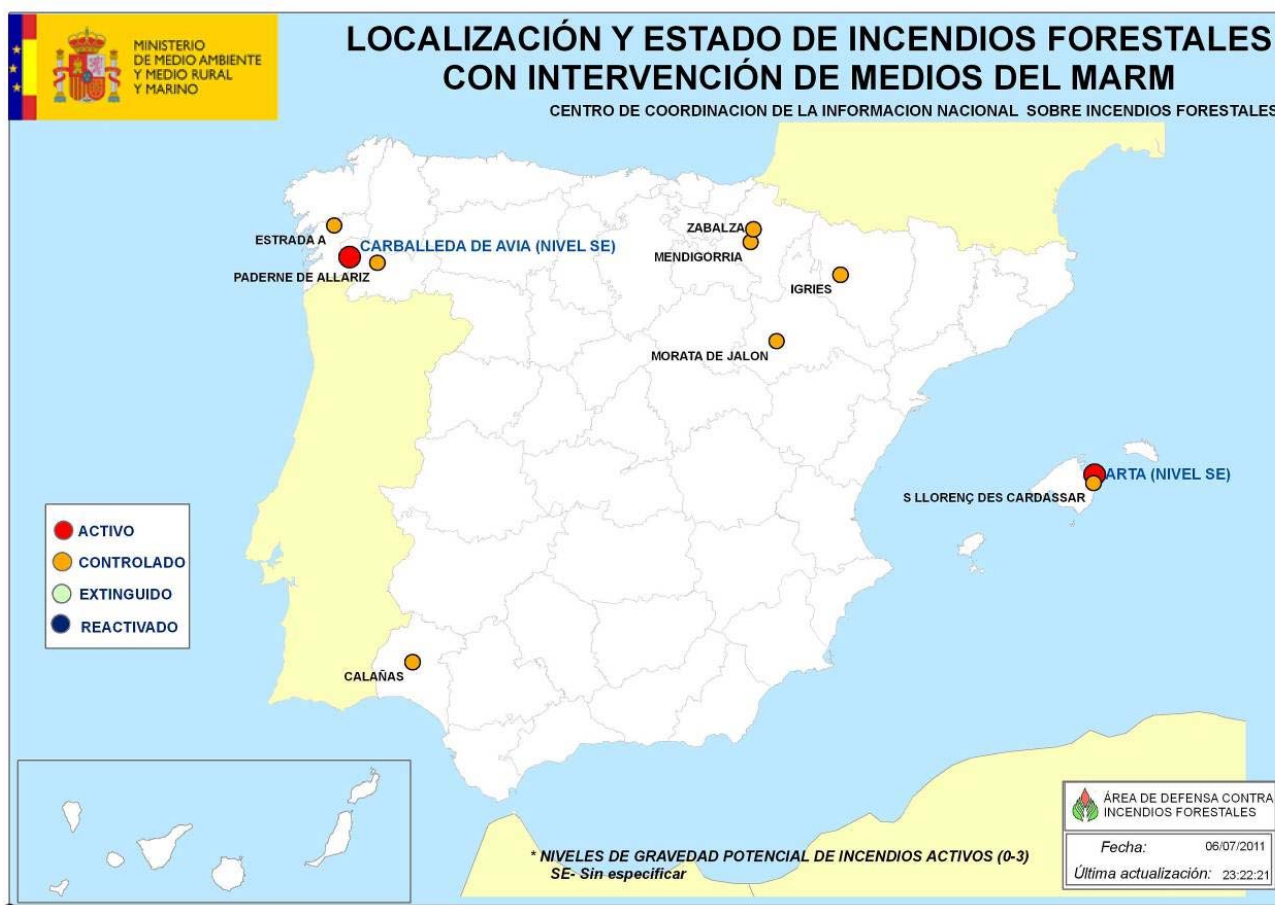 MINISTERIO
DE MEDIO AMBIENTE
Y MEDIO RURAL
Y MARINO
LOCALIZACIÓN Y ESTADO DE INCENDIOS FORESTALES
CON INTERVENCIÓN DE MEDIOS DEL MARM
CENTRO DE COORDINACION DE LA INFORMACION NACIONAL SOBRE INCENDIOS FORESTALES
ESTRADA A
CARBALLEDA DE AVIA (NIVEL SE)
PADERNE DE ALLARIZ
ZABALZA
MENDIGORRIA
IGRIES
MORATA DE JALON
ARTA (NIVEL SE)
S LLORENÇ DES CARDASSAR
ACTIVO
CONTROLADO
EXTINGUIDO
REACTIVADO
CALAÑAS
* NIVELES DE GRAVEDAD POTENCIAL DE INCENDIOS ACTIVOS (0-3)
SE- Sin especificar
ÁREA DE DEFENSA CONTRA
INCENDIOS FORESTALES
Fecha: 06/07/2011
Última actualización: 23:22:21